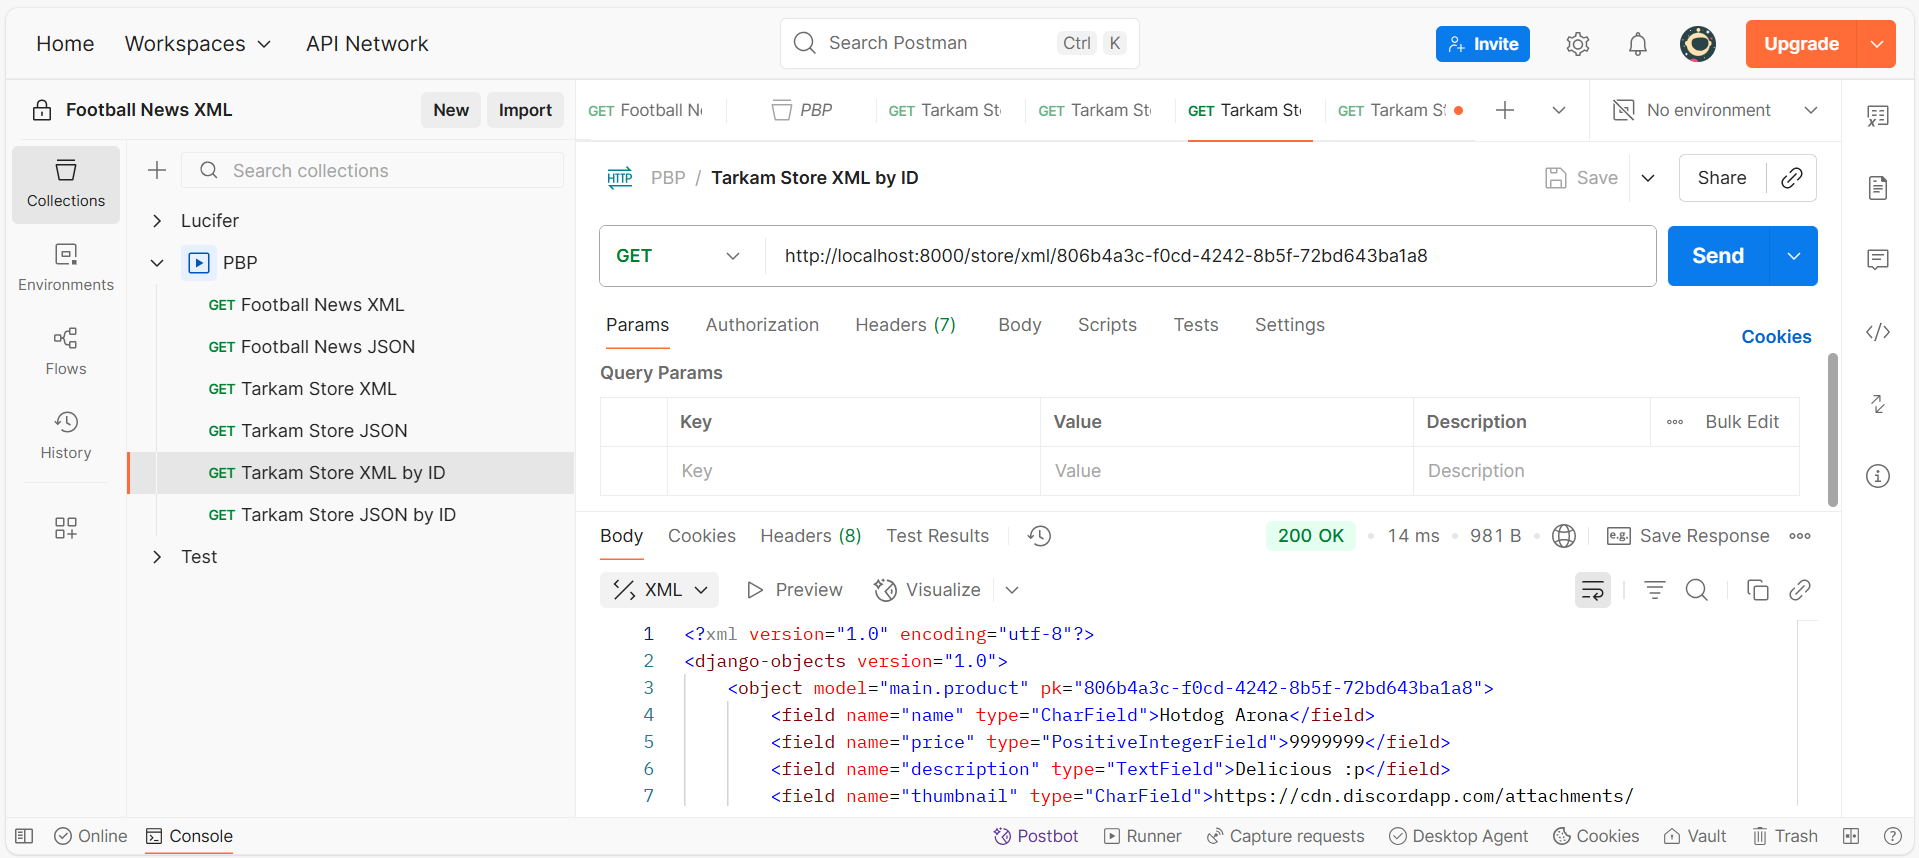 Home Workspaces API Network Search Postman Ctrl K Invite Upgrade
Football News XML New Import
GET Football N GET PBP GET Tarkam St GET Tarkam St GET Tarkam St GET Tarkam S No environment
Search collections
Collections
Environments
Flows
History
Lucifer
PBP
GET Football News XML
GET Football News JSON
GET Tarkam Store XML
GET Tarkam Store JSON
GET Tarkam Store XML by ID
GET Tarkam Store JSON by ID
Test
HTTP PBP / Tarkam Store XML by ID Save Share
GET http://localhost:8000/store/xml/806b4a3c-f0cd-4242-8b5f-72bd643ba1a8 Send
Params Authorization Headers (7) Body Scripts Tests Settings Cookies
Query Params
Key Value Description Bulk Edit
Key Value Description
Body Cookies Headers (8) Test Results 200 OK • 14 ms • 981 B • e.g. Save Response
XML Preview Visualize
1 <?xml version="1.0" encoding="utf-8"?>
2 <django-objects version="1.0">
3 <object model="main.product" pk="806b4a3c-f0cd-4242-8b5f-72bd643ba1a8">
4 <field name="name" type="CharField">Hotdog Arona</field>
5 <field name="price" type="PositiveIntegerField">9999999</field>
6 <field name="description" type="TextField">Delicious :p</field>
7 <field name="thumbnail" type="CharField">https://cdn.discordapp.com/attachments/
Online Console Postbot Runner Capture requests Desktop Agent Cookies Vault Trash